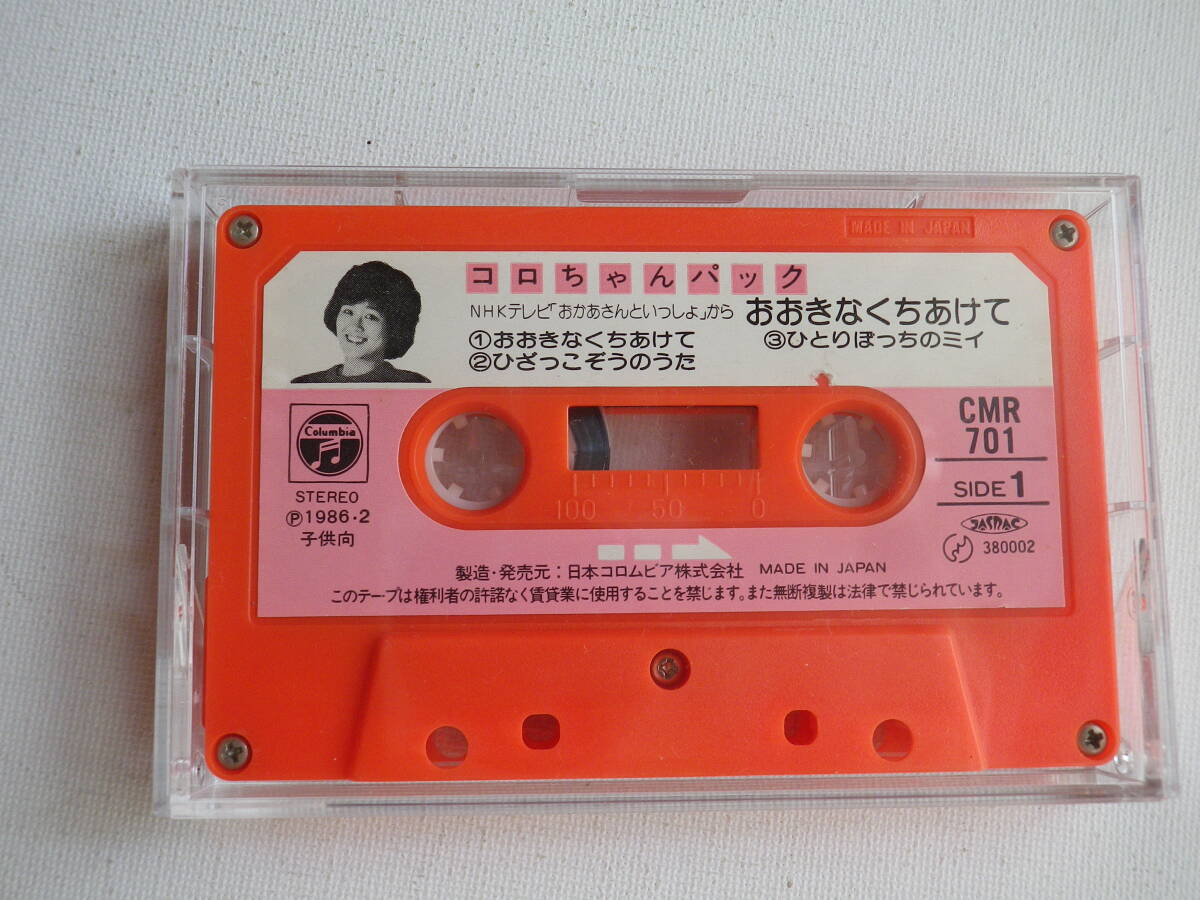 MADE IN JAPAN
コロちゃんパック
NHKテレビ「おかあさんといっしょ」から おおきなくちあけて
①おおきなくちあけて ③ひとりぼっちのミイ
②ひざっこぞうのうた
Columbia
STEREO
Ⓟ1986・2
子供向
CMR
701
SIDE 1
JASRAC
380002
100 50 0
製造・発売元：日本コロムビア株式会社 MADE IN JAPAN
このテープは権利者の許諾なく賃貸業に使用することを禁じます。また無断複製は法律で禁じられています。